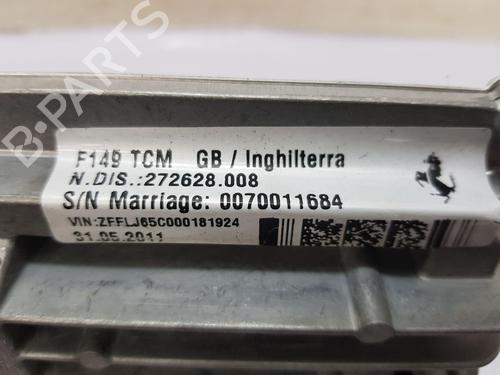 B-PARTS
F149 TCM GB / Inghilterra
N.DIS.:272628.008
S/N Marriage: 0070011684
VIN:ZFFLJ65C000181924
31.05.2011